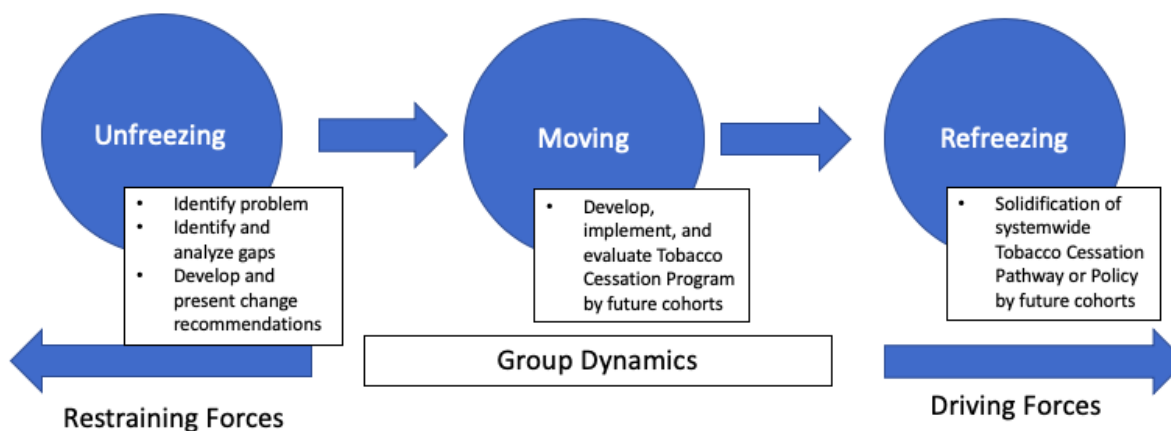 Unfreezing
• Identify problem
• Identify and
analyze gaps
• Develop and
present change
recommendations
Moving
• Develop,
implement, and
evaluate Tobacco
Cessation Program
by future cohorts
Refreezing
• Solidification of
systemwide
Tobacco Cessation
Pathway or Policy
by future cohorts
Restraining Forces
Group Dynamics
Driving Forces